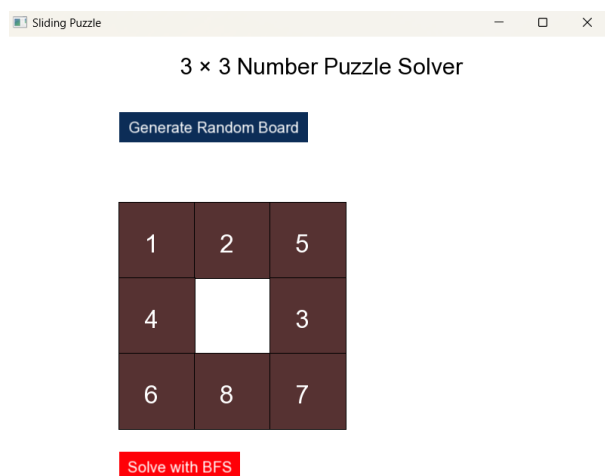 Sliding Puzzle
3 × 3 Number Puzzle Solver
Generate Random Board
1 2 5
4 3
6 8 7
Solve with BFS